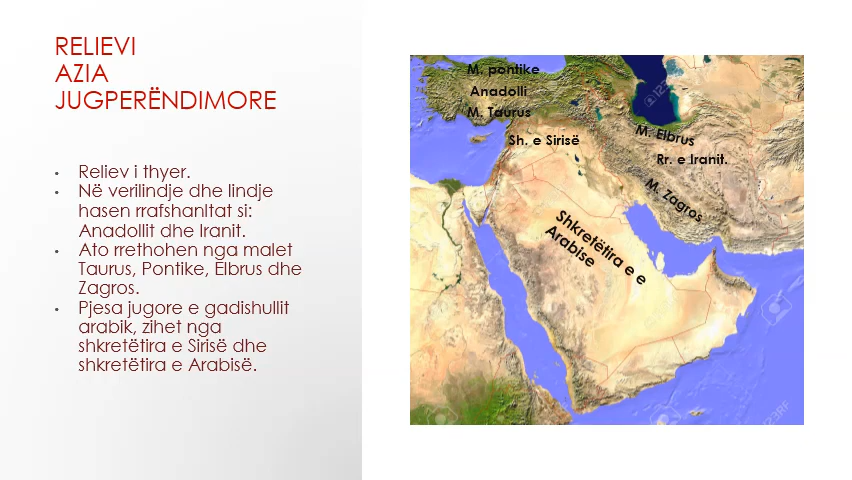 RELIEVI
AZIA
JUGPERËNDIMORE
• Reliev i thyer.
• Në verilindje dhe lindje
hasen rrafshanltat si:
Anadollit dhe Iranit.
• Ato rrethohen nga malet
Taurus, Pontike, Elbrus dhe
Zagros.
• Pjesa jugore e gadishullit
arabik, zihet nga
shkretëtira e Sirisë dhe
shkretëtira e Arabisë.
M. pontike
Anadolli
M. Taurus
Sh. e Sirisë
M. Elbrus
Rr. e Iranit.
M. Zagros
Shkretëtira e e
Arabise
123RF